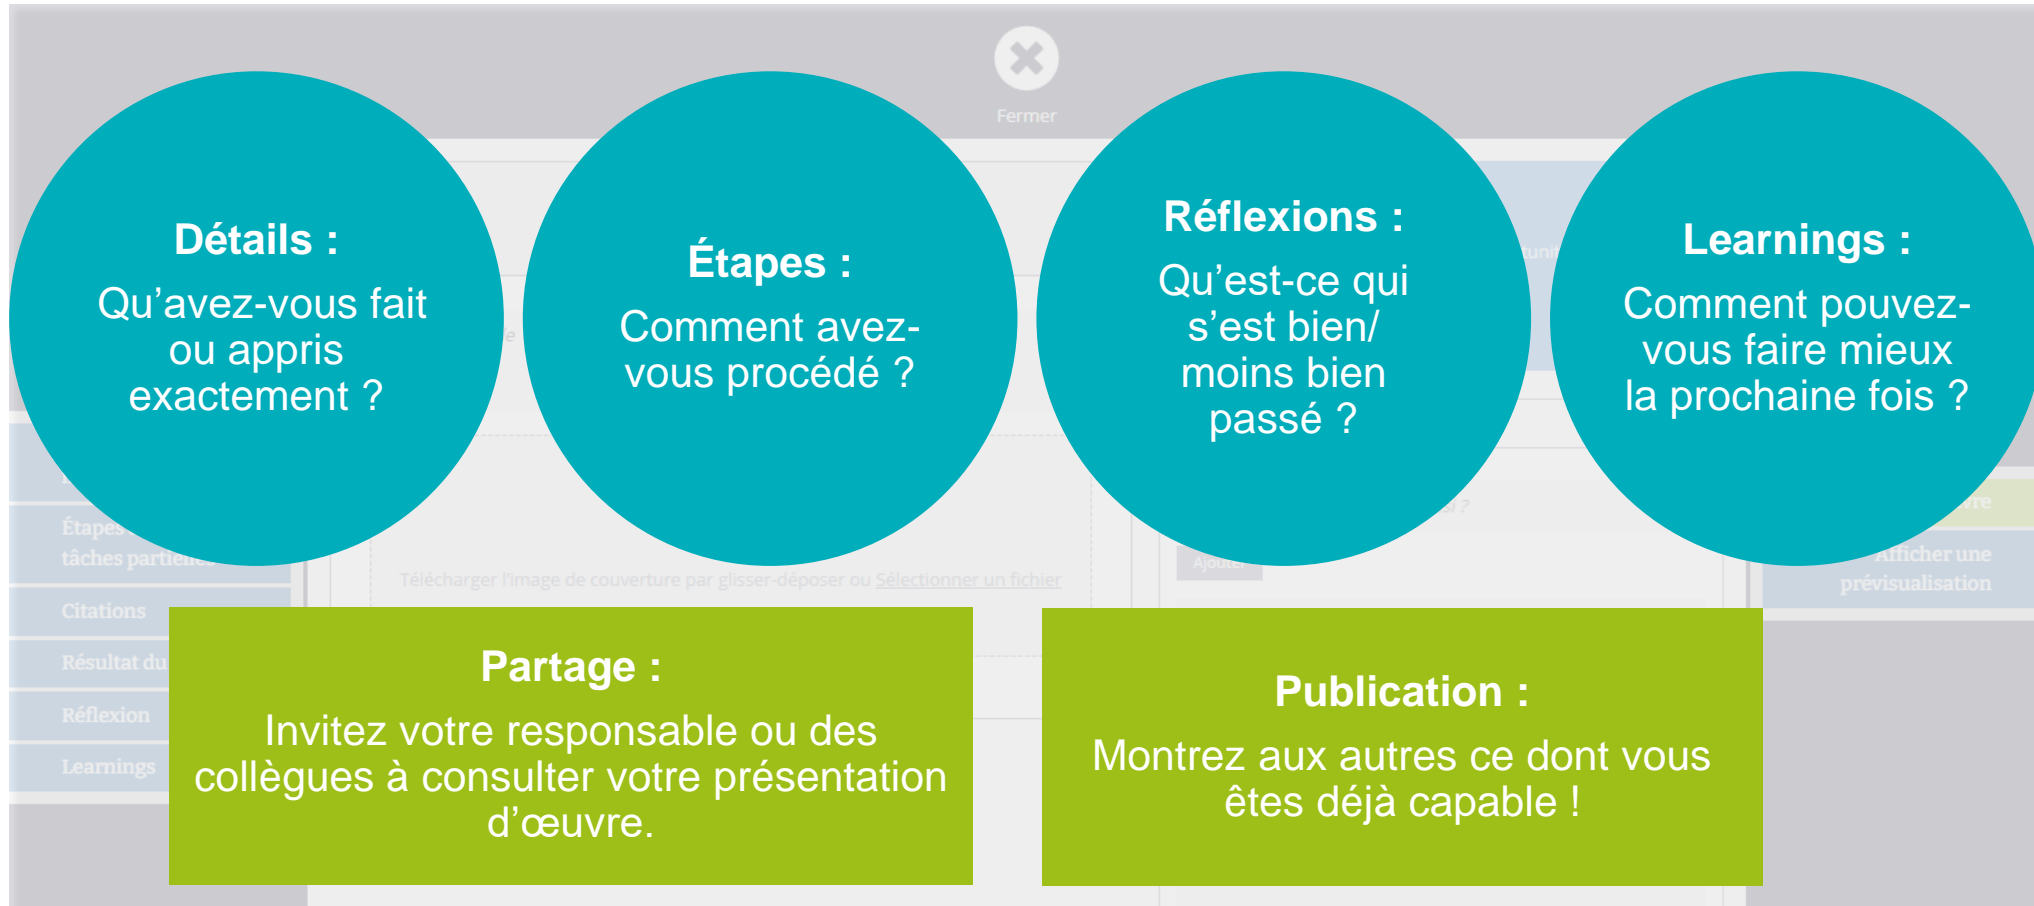 Fermer
Détails :
Qu’avez-vous fait
ou appris
exactement ?
Étapes :
Comment avez-
vous procédé ?
Réflexions :
Qu’est-ce qui
s’est bien/
moins bien
passé ?
Learnings :
Comment pouvez-
vous faire mieux
la prochaine fois ?
Étapes
tâches partielles
Citations
Résultat du
Réflexion
Learnings
Télécharger l’image de couverture par glisser-déposer ou Sélectionner un fichier
Ajouter
Afficher une
prévisualisation
Partage :
Invitez votre responsable ou des
collègues à consulter votre présentation
d’œuvre.
Publication :
Montrez aux autres ce dont vous
êtes déjà capable !